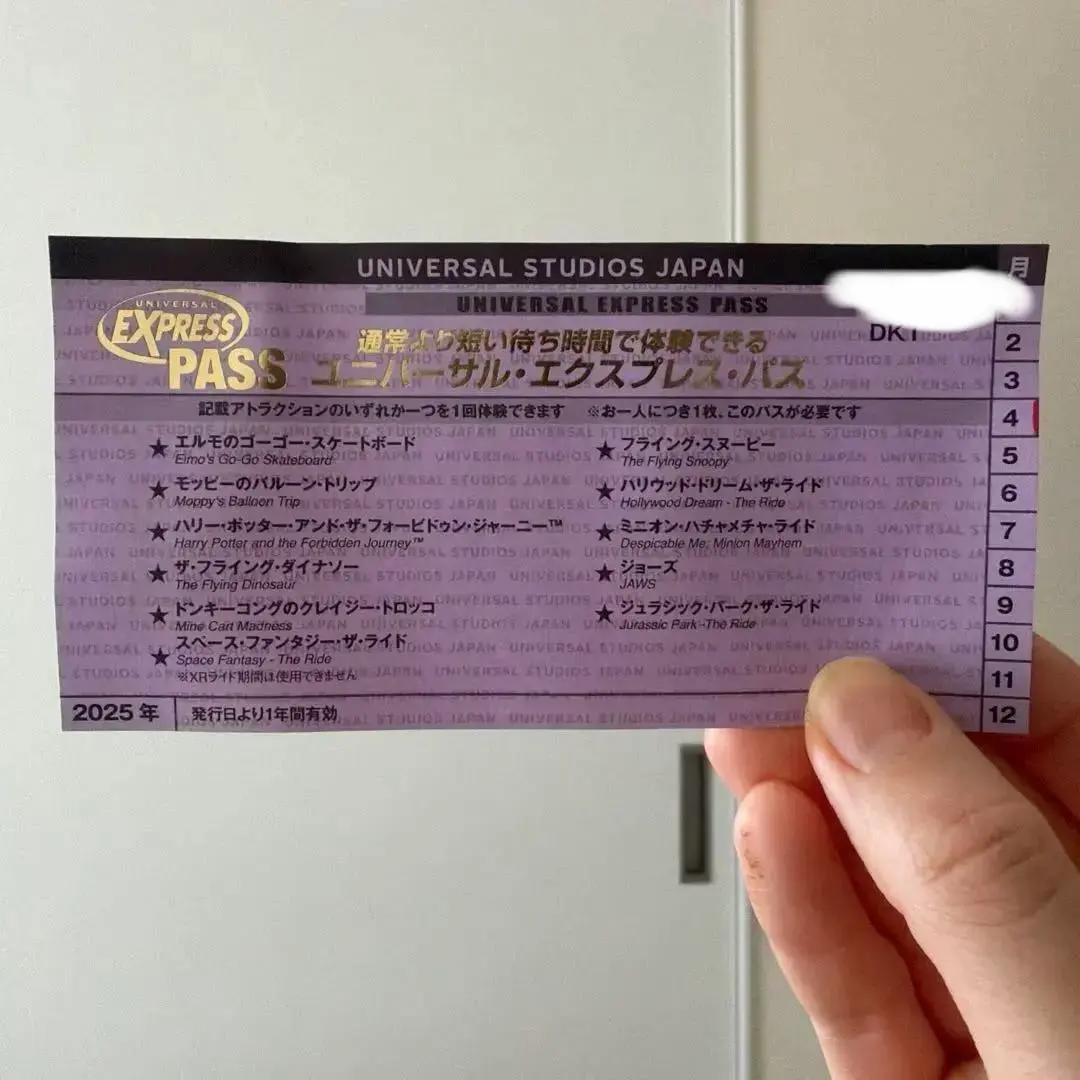 UNIVERSAL STUDIOS JAPAN
月
UNIVERSAL EXPRESS PASS
UNIVERSAL
EXPRESS
PASS
通常より短い待ち時間で体験できる
ユニバーサル・エクスプレス・パス
DK1
2
3
4
5
6
7
8
9
10
11
12
記載アトラクションのいずれか一つを1回体験できます ※お一人につき1枚、このパスが必要です
★ エルモのゴーゴー・スケートボード
Elmo's Go-Go Skateboard
★ モッピーのバルーン・トリップ
Moppy's Balloon Trip
★ ハリー・ポッター・アンド・ザ・フォービドゥン・ジャーニー™
Harry Potter and the Forbidden Journey™
★ ザ・フライング・ダイナソー
The Flying Dinosaur
★ ドンキーコングのクレイジー・トロッコ
Mine Cart Madness
★ スペース・ファンタジー・ザ・ライド
Space Fantasy - The Ride
※XRライド期間は使用できません
★ フライング・スヌーピー
The Flying Snoopy
★ ハリウッド・ドリーム・ザ・ライド
Hollywood Dream - The Ride
★ ミニオン・ハチャメチャ・ライド
Despicable Me: Minion Mayhem
★ ジョーズ
JAWS
★ ジュラシック・パーク・ザ・ライド
Jurassic Park -The Ride
2025年
発行日より1年間有効